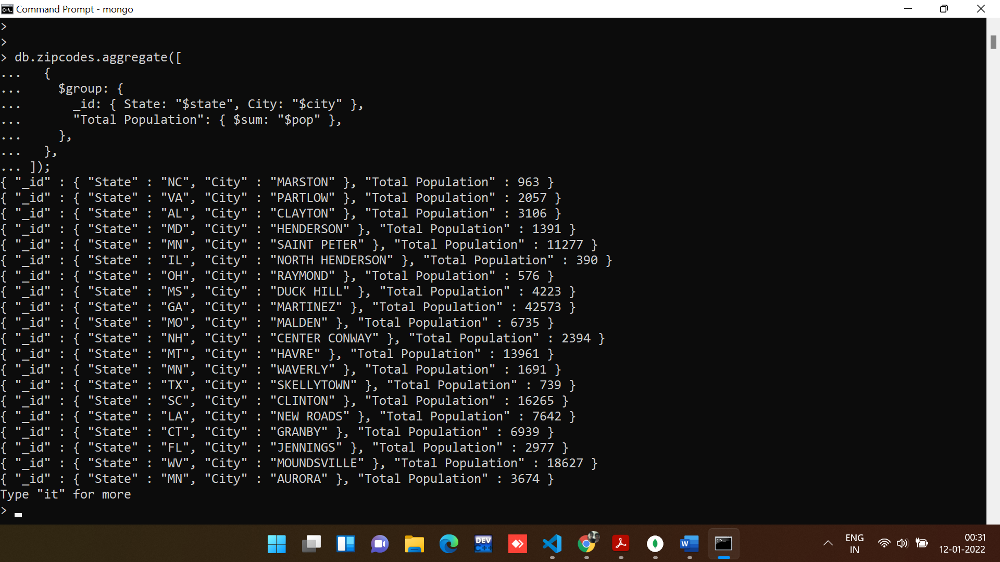 Command Prompt - mongo
>
>
> db.zipcodes.aggregate([
...   {
...     $group: {
...       _id: { State: "$state", City: "$city" },
...       "Total Population": { $sum: "$pop" },
...     },
...   },
... ]);
{ "_id" : { "State" : "NC", "City" : "MARSTON" }, "Total Population" : 963 }
{ "_id" : { "State" : "VA", "City" : "PARTLOW" }, "Total Population" : 2057 }
{ "_id" : { "State" : "AL", "City" : "CLAYTON" }, "Total Population" : 3106 }
{ "_id" : { "State" : "MD", "City" : "HENDERSON" }, "Total Population" : 1391 }
{ "_id" : { "State" : "MN", "City" : "SAINT PETER" }, "Total Population" : 11277 }
{ "_id" : { "State" : "IL", "City" : "NORTH HENDERSON" }, "Total Population" : 390 }
{ "_id" : { "State" : "OH", "City" : "RAYMOND" }, "Total Population" : 576 }
{ "_id" : { "State" : "MS", "City" : "DUCK HILL" }, "Total Population" : 4223 }
{ "_id" : { "State" : "GA", "City" : "MARTINEZ" }, "Total Population" : 42573 }
{ "_id" : { "State" : "MO", "City" : "MALDEN" }, "Total Population" : 6735 }
{ "_id" : { "State" : "NH", "City" : "CENTER CONWAY" }, "Total Population" : 2394 }
{ "_id" : { "State" : "MT", "City" : "HAVRE" }, "Total Population" : 13961 }
{ "_id" : { "State" : "MN", "City" : "WAVERLY" }, "Total Population" : 1691 }
{ "_id" : { "State" : "TX", "City" : "SKELLYTOWN" }, "Total Population" : 739 }
{ "_id" : { "State" : "SC", "City" : "CLINTON" }, "Total Population" : 16265 }
{ "_id" : { "State" : "LA", "City" : "NEW ROADS" }, "Total Population" : 7642 }
{ "_id" : { "State" : "CT", "City" : "GRANBY" }, "Total Population" : 6939 }
{ "_id" : { "State" : "FL", "City" : "JENNINGS" }, "Total Population" : 2977 }
{ "_id" : { "State" : "WV", "City" : "MOUNDSVILLE" }, "Total Population" : 18627 }
{ "_id" : { "State" : "MN", "City" : "AURORA" }, "Total Population" : 3674 }
Type "it" for more
>
DEV
C++
W
ENG
IN
00:31
12-01-2022